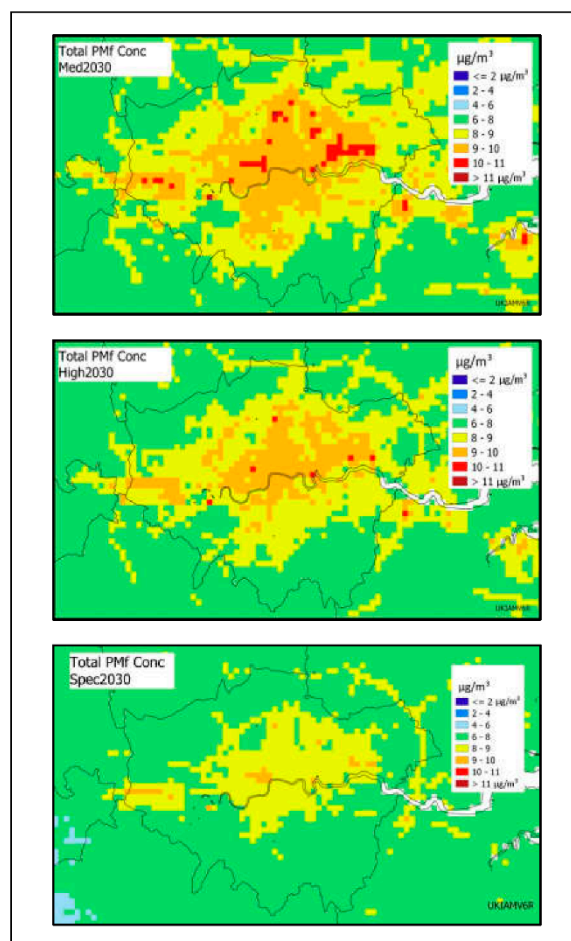 Total PMf Conc
Med2030
µg/m³
<= 2 µg/m³
2 - 4
4 - 6
6 - 8
8 - 9
9 - 10
10 - 11
> 11 µg/m³
UKIAMV6R
Total PMf Conc
High2030
µg/m³
<= 2 µg/m³
2 - 4
4 - 6
6 - 8
8 - 9
9 - 10
10 - 11
> 11 µg/m³
UKIAMV6R
Total PMf Conc
Spec2030
µg/m³
<= 2 µg/m³
2 - 4
4 - 6
6 - 8
8 - 9
9 - 10
10 - 11
> 11 µg/m³
UKIAMV6R